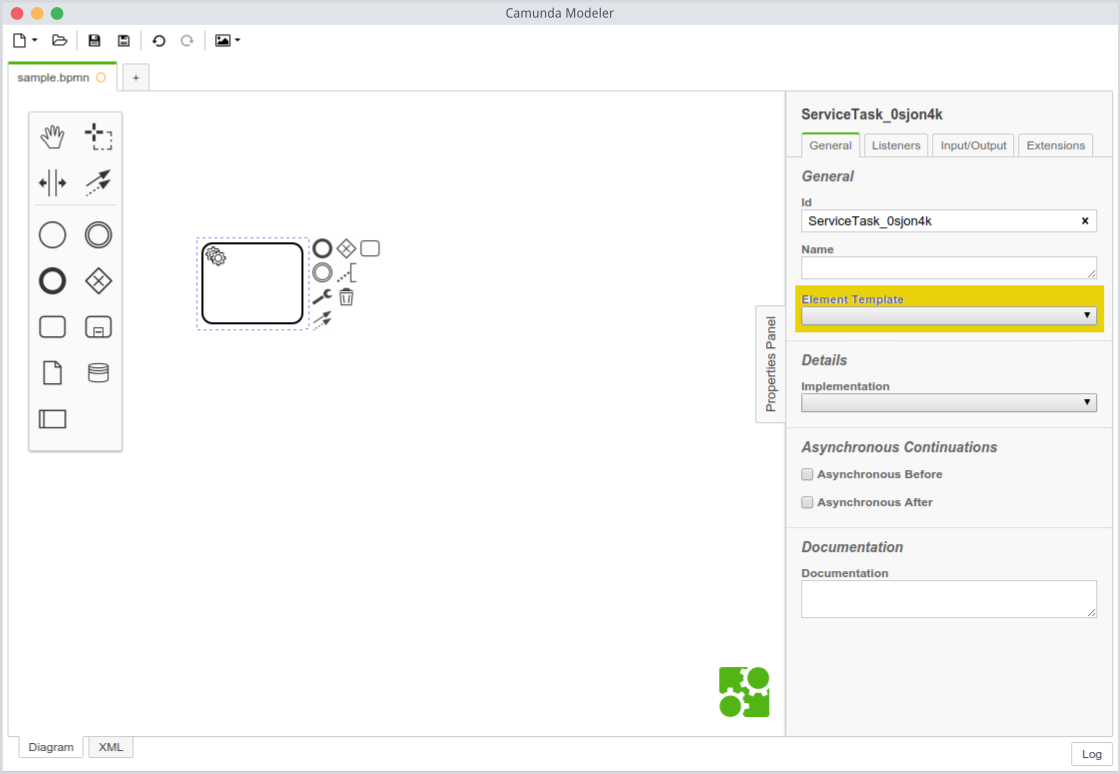 Camunda Modeler
sample.bpmn
+
ServiceTask_0sjon4k
General Listeners Input/Output Extensions
General
Id
ServiceTask_0sjon4k
Name
Element Template
Properties Panel
Details
Implementation
Asynchronous Continuations
Asynchronous Before
Asynchronous After
Documentation
Documentation
Diagram XML
Log